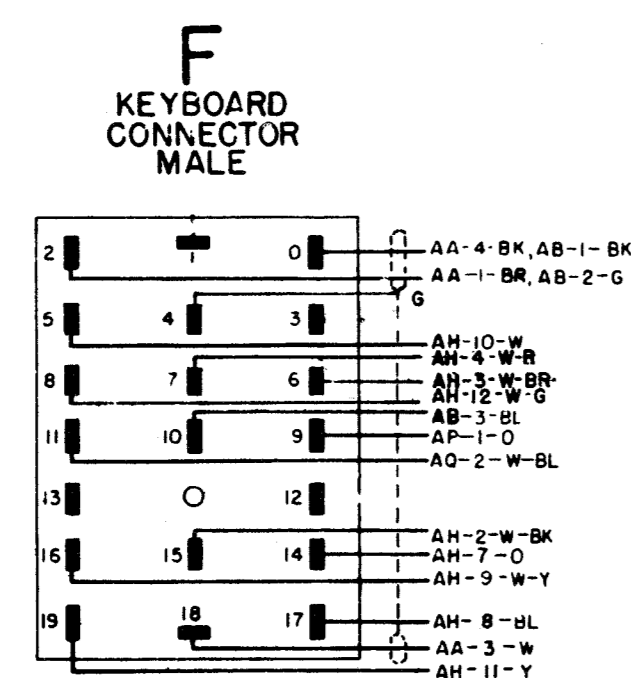 F
KEYBOARD
CONNECTOR
MALE
2 0 AA-4-BK, AB-1-BK
AA-1-BR, AB-2-G
G
5 4 3
AH-10-W
AH-4-W-R
8 7 6 AH-3-W-BR
AH-12-W-G
AB-3-BL
11 10 9 AP-1-O
AQ-2-W-BL
13 12
AH-2-W-BK
16 15 14 AH-7-O
AH-9-W-Y
19 18 17 AH-8-BL
AA-3-W
AH-11-Y